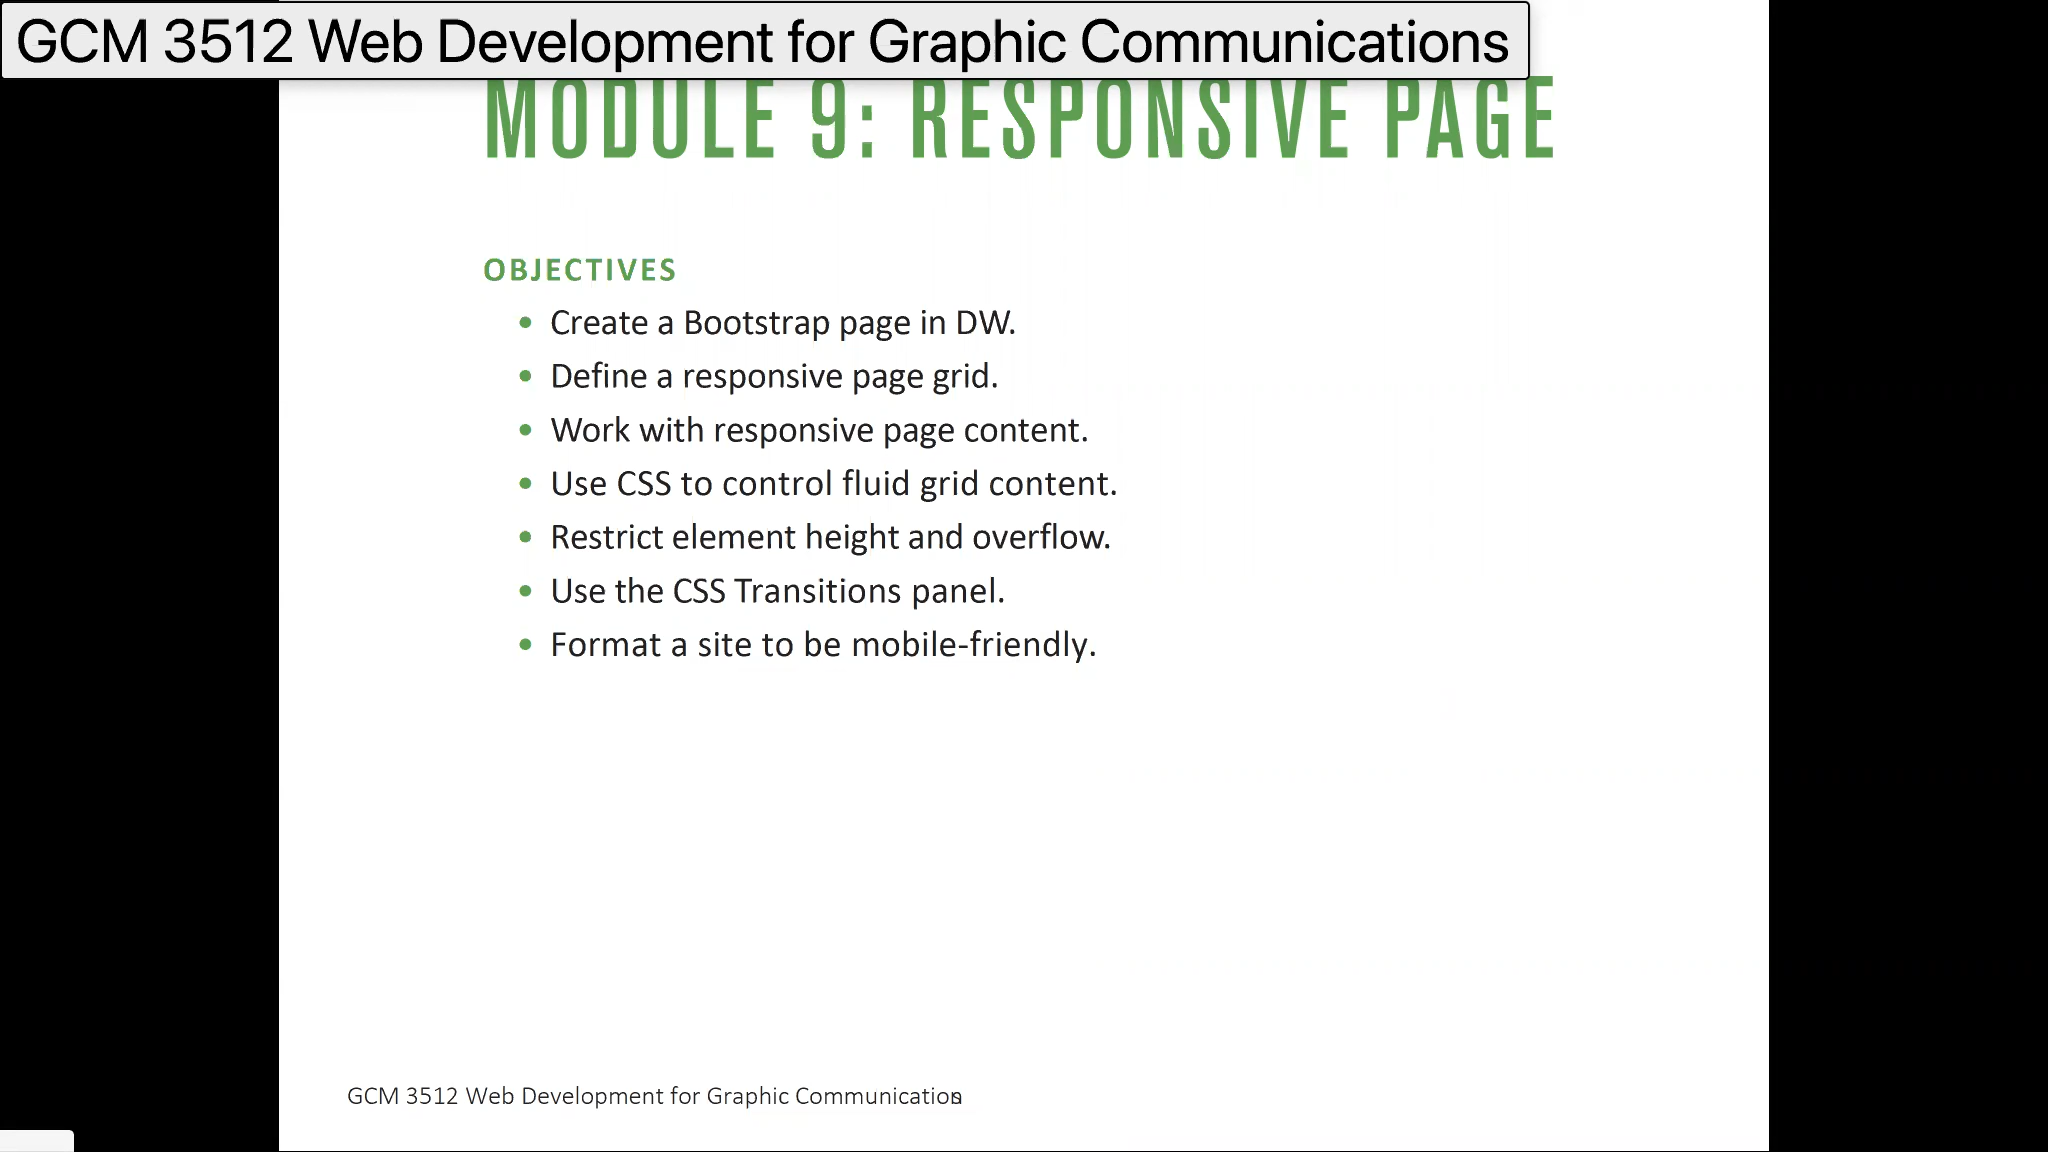 GCM 3512 Web Development for Graphic Communications
MODULE 9: RESPONSIVE PAGE
OBJECTIVES
• Create a Bootstrap page in DW.
• Define a responsive page grid.
• Work with responsive page content.
• Use CSS to control fluid grid content.
• Restrict element height and overflow.
• Use the CSS Transitions panel.
• Format a site to be mobile-friendly.
GCM 3512 Web Development for Graphic Communication